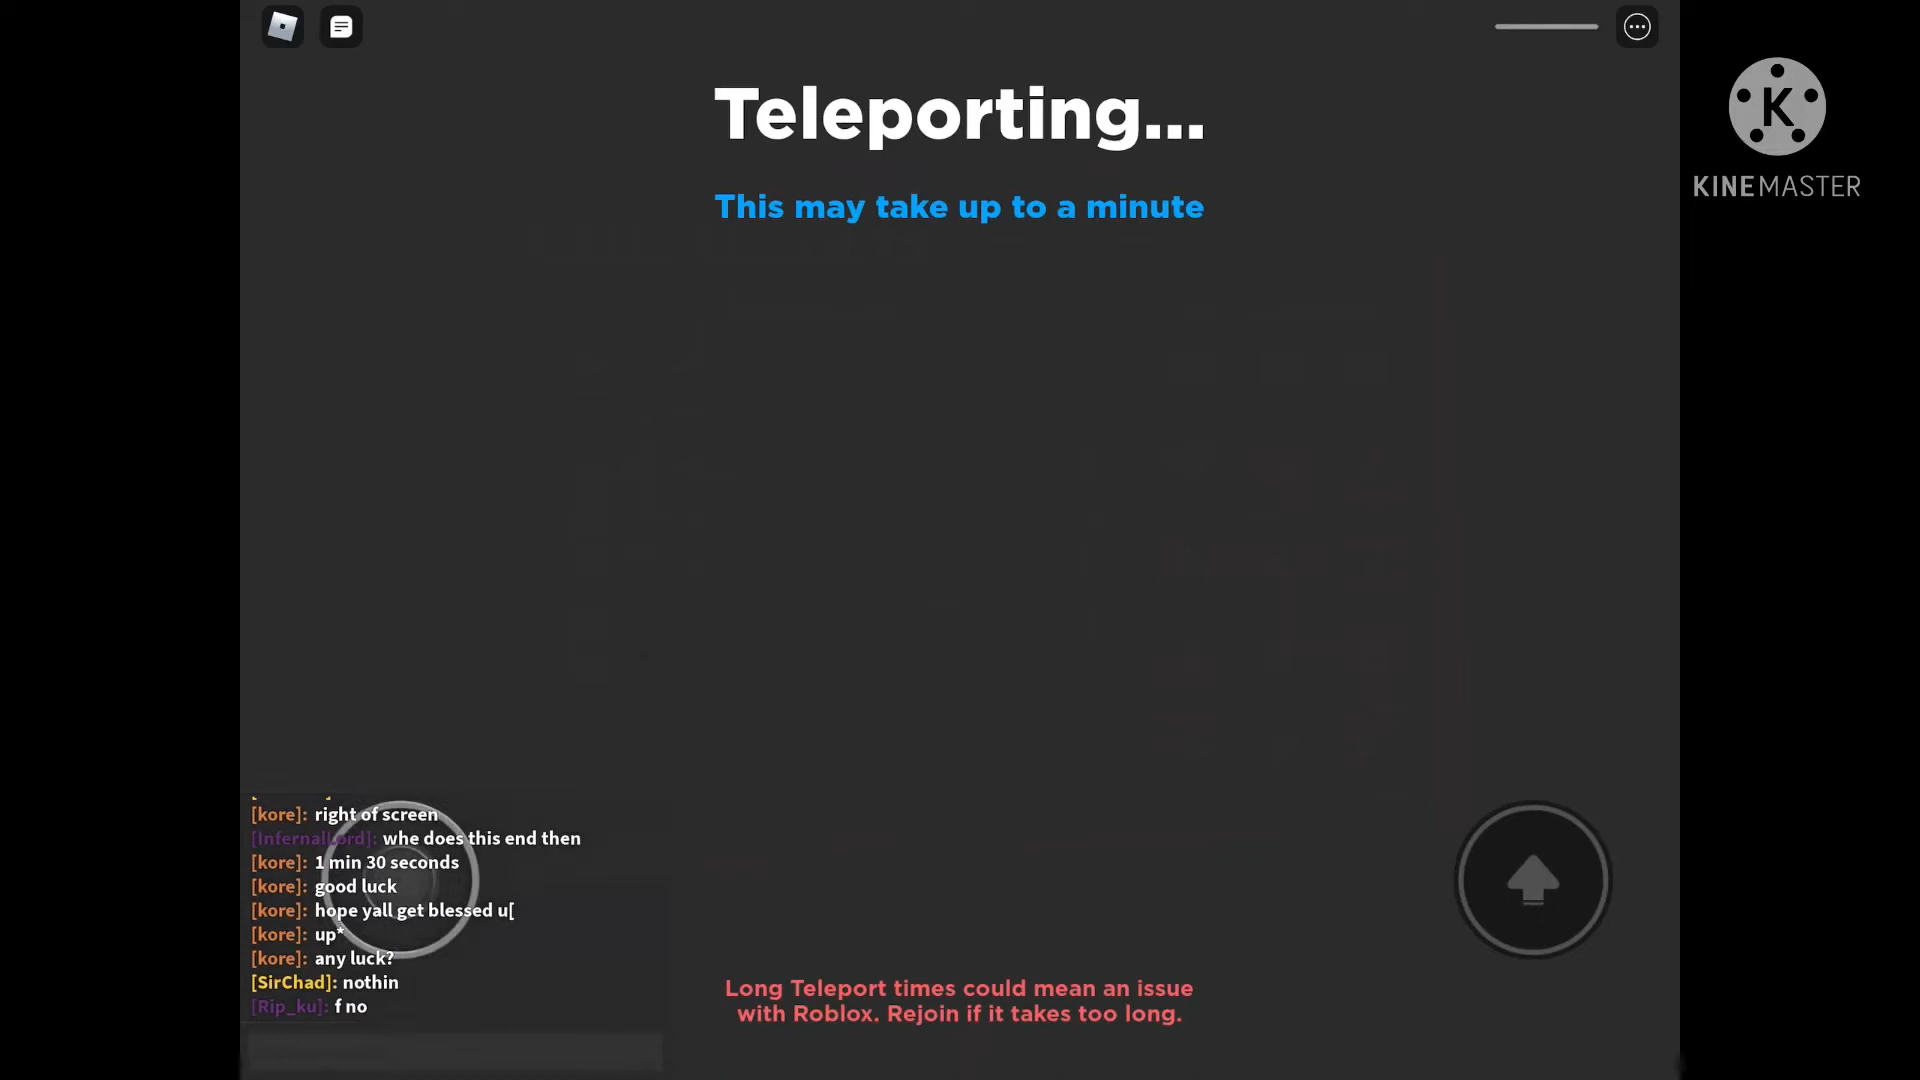 Teleporting...
This may take up to a minute
K
KINEMASTER
[kore]: right of screen
[InfernalLord]: whe does this end then
[kore]: 1 min 30 seconds
[kore]: good luck
[kore]: hope yall get blessed u[
[kore]: up*
[kore]: any luck?
[SirChad]: nothin
[Rip_ku]: f no
Long Teleport times could mean an issue
with Roblox. Rejoin if it takes too long.